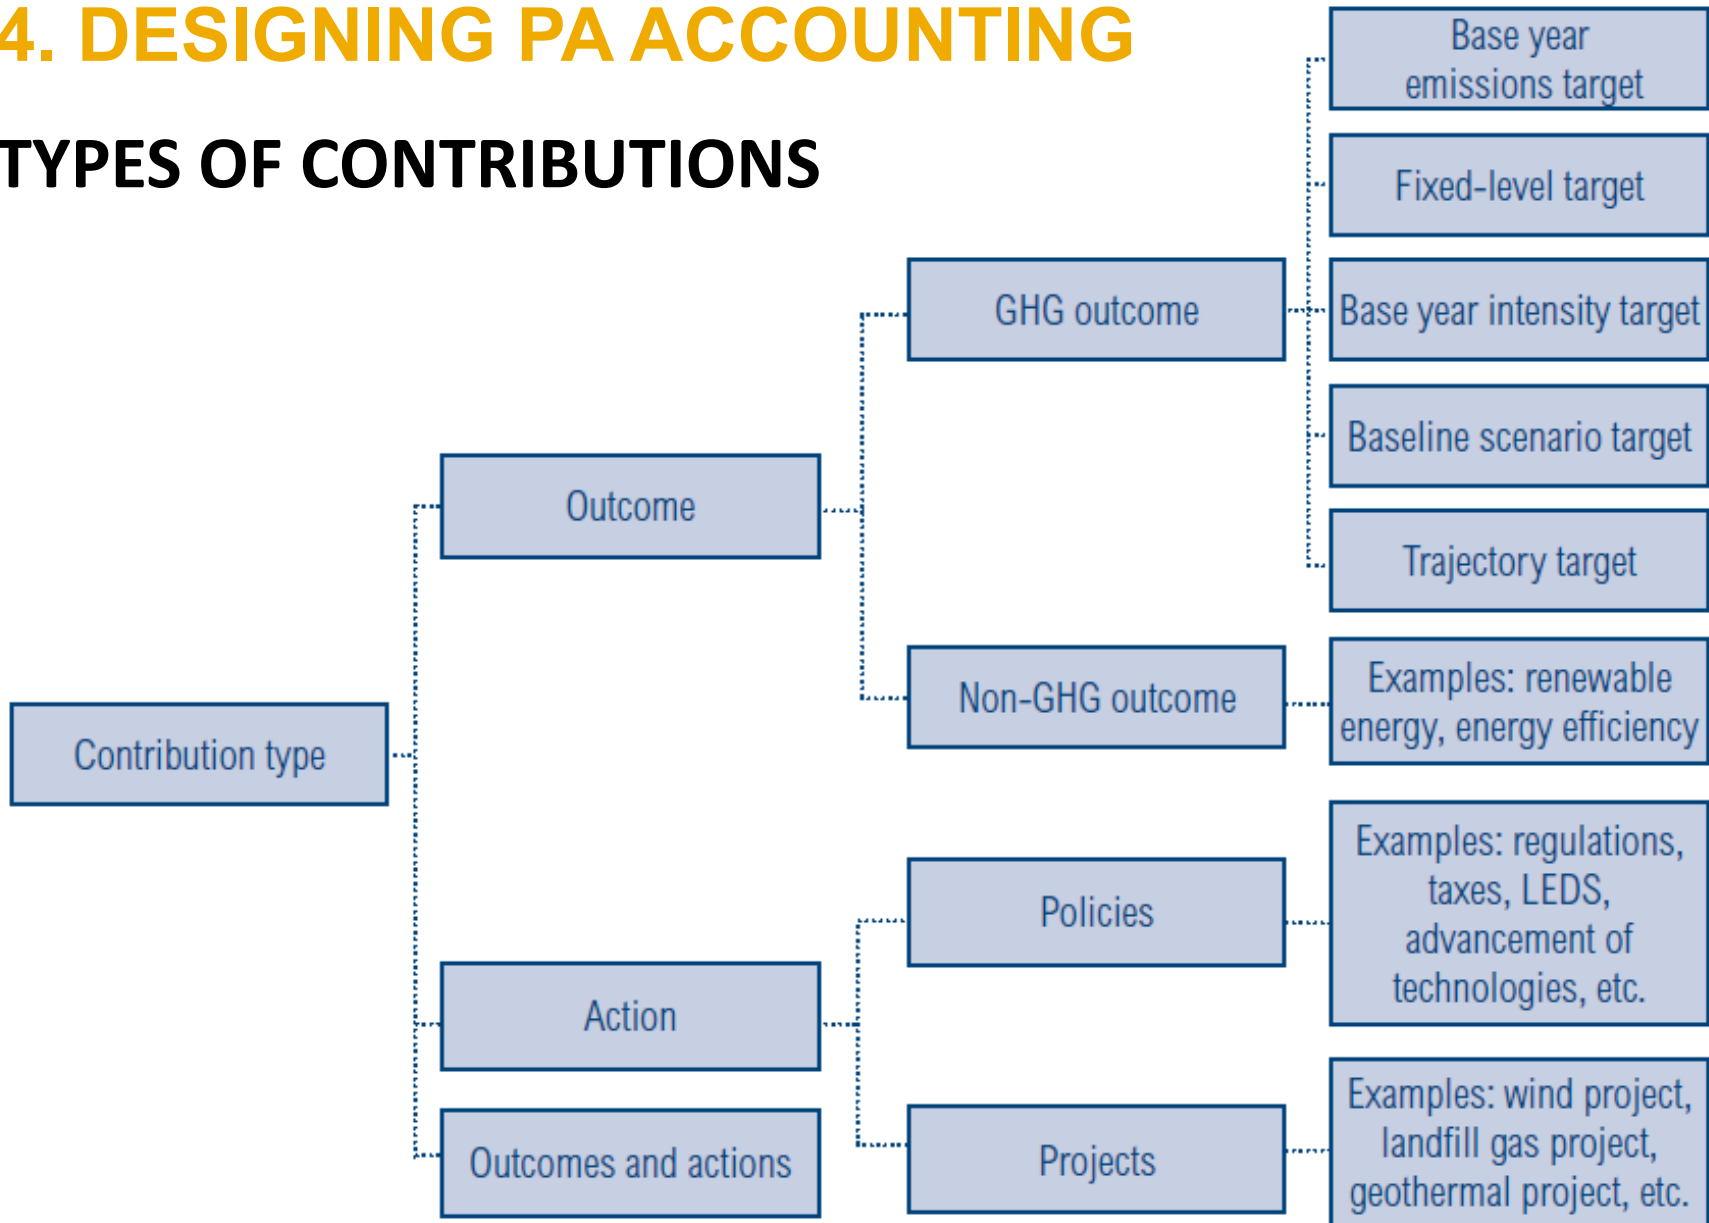 4. DESIGNING PA ACCOUNTING
TYPES OF CONTRIBUTIONS
Contribution type
Outcome
Action
Outcomes and actions
GHG outcome
Non-GHG outcome
Policies
Projects
Base year
emissions target
Fixed-level target
Base year intensity target
Baseline scenario target
Trajectory target
Examples: renewable
energy, energy efficiency
Examples: regulations,
taxes, LEDS,
advancement of
technologies, etc.
Examples: wind project,
landfill gas project,
geothermal project, etc.